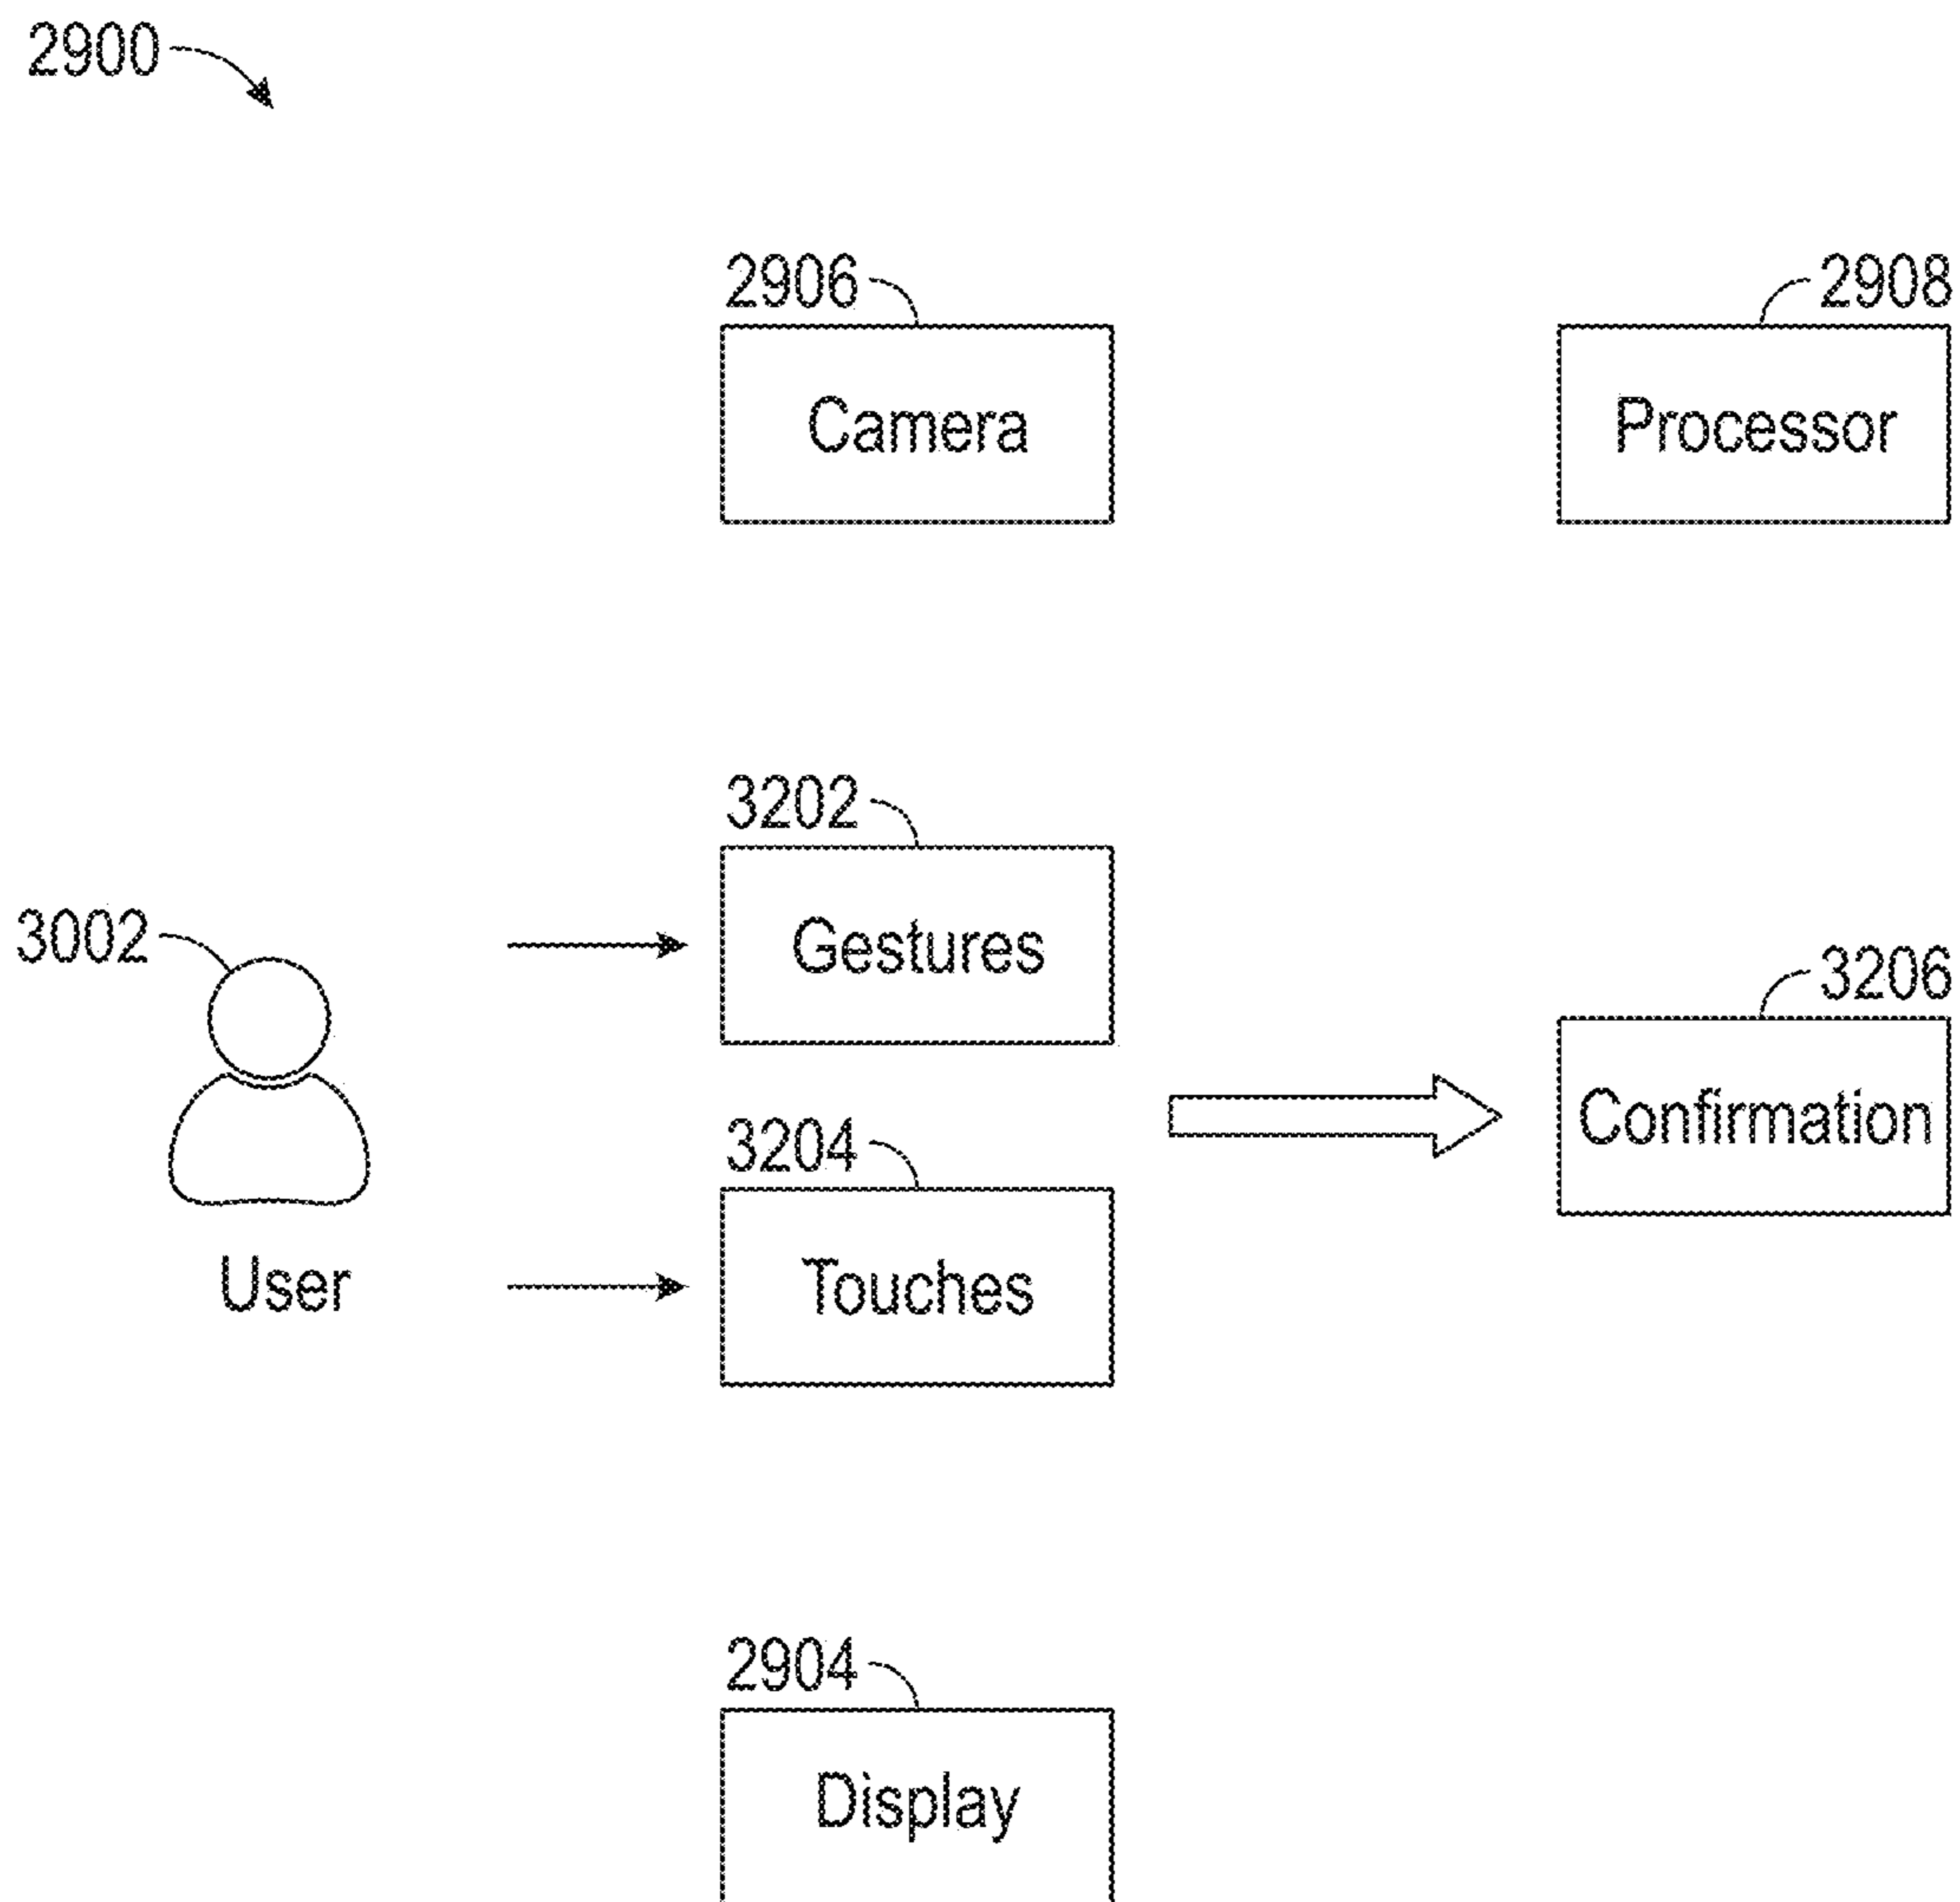 2900
2906
2908
Camera
Processor
3202
3002
Gestures
3206
Confirmation
3204
User
Touches
2904
Display